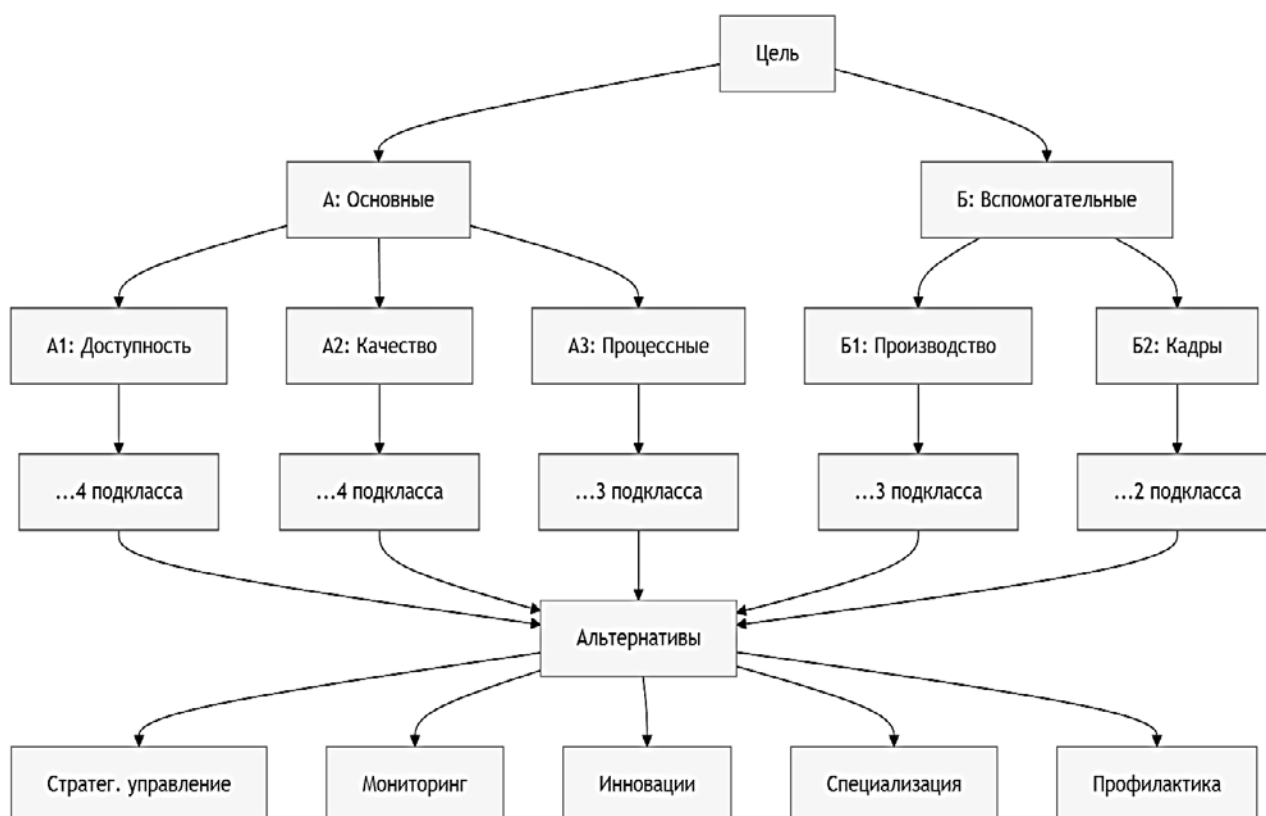 Цель
А: Основные
Б: Вспомогательные
А1: Доступность
А2: Качество
А3: Процессные
Б1: Производство
Б2: Кадры
...4 подкласса
...4 подкласса
...3 подкласса
...3 подкласса
...2 подкласса
Альтернативы
Стратег. управление
Мониторинг
Инновации
Специализация
Профилактика